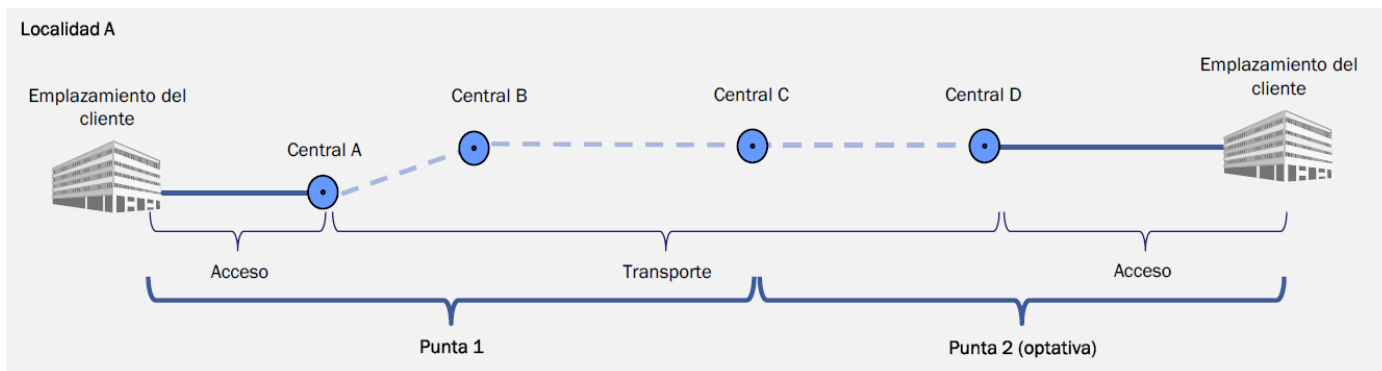 Localidad A
Emplazamiento del
cliente
Central A
Central B
Central C
Central D
Emplazamiento del
cliente
Acceso
Transporte
Acceso
Punta 1
Punta 2 (optativa)